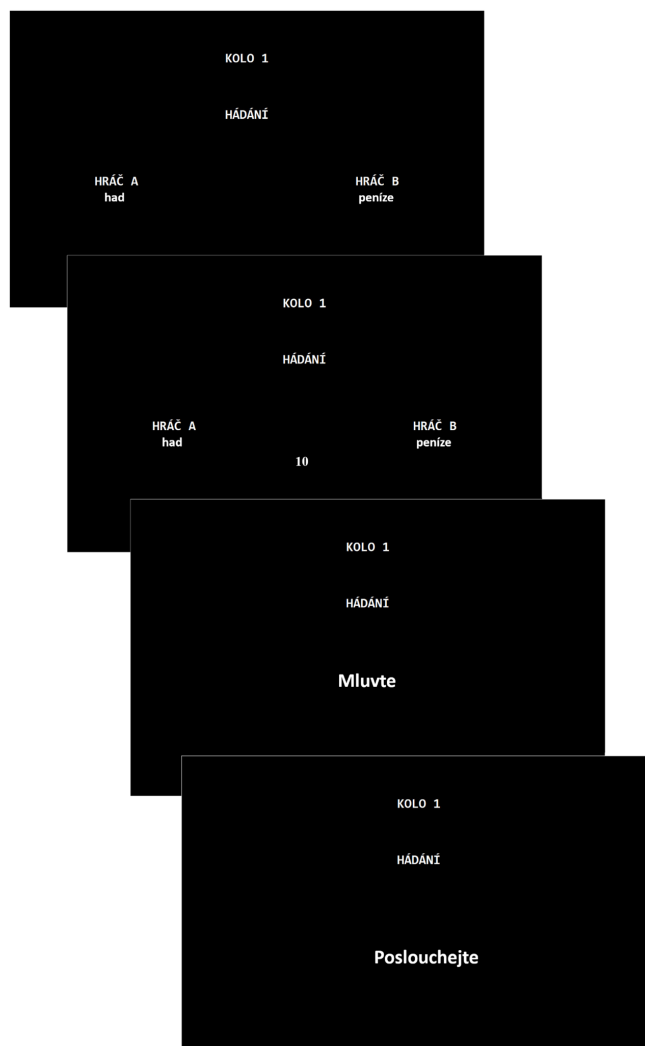 KOLO 1
HÁDÁNÍ
HRÁČ A HRÁČ B
had peníze
KOLO 1
HÁDÁNÍ
HRÁČ A HRÁČ B
had peníze
10
KOLO 1
HÁDÁNÍ
Mluvte
KOLO 1
HÁDÁNÍ
Poslouchejte